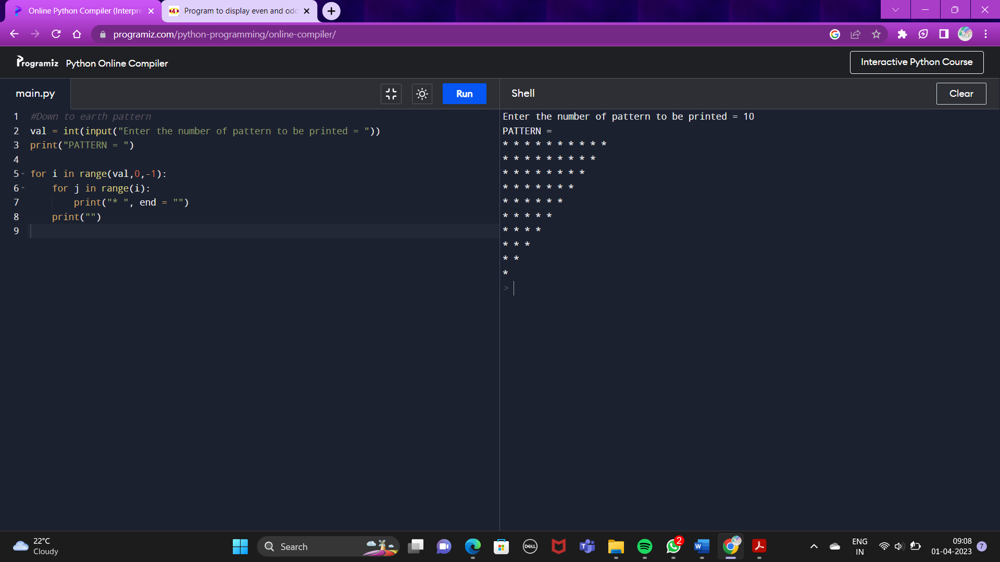 Online Python Compiler (Interpre
Program to display even and odd
programiz.com/python-programming/online-compiler/
Programiz Python Online Compiler
Interactive Python Course
main.py
Run
Shell
Clear
1 #Down to earth pattern
2 val = int(input("Enter the number of pattern to be printed = "))
3 print("PATTERN = ")
4
5 for i in range(val,0,-1):
6     for j in range(i):
7         print("* ", end = "")
8     print("")
9
Enter the number of pattern to be printed = 10
PATTERN =
* * * * * * * * * *
* * * * * * * * *
* * * * * * * *
* * * * * * *
* * * * * *
* * * * *
* * * *
* * *
* *
*
>
22°C
Cloudy
Search
DELL
2
ENG
IN
09:08
01-04-2023
7